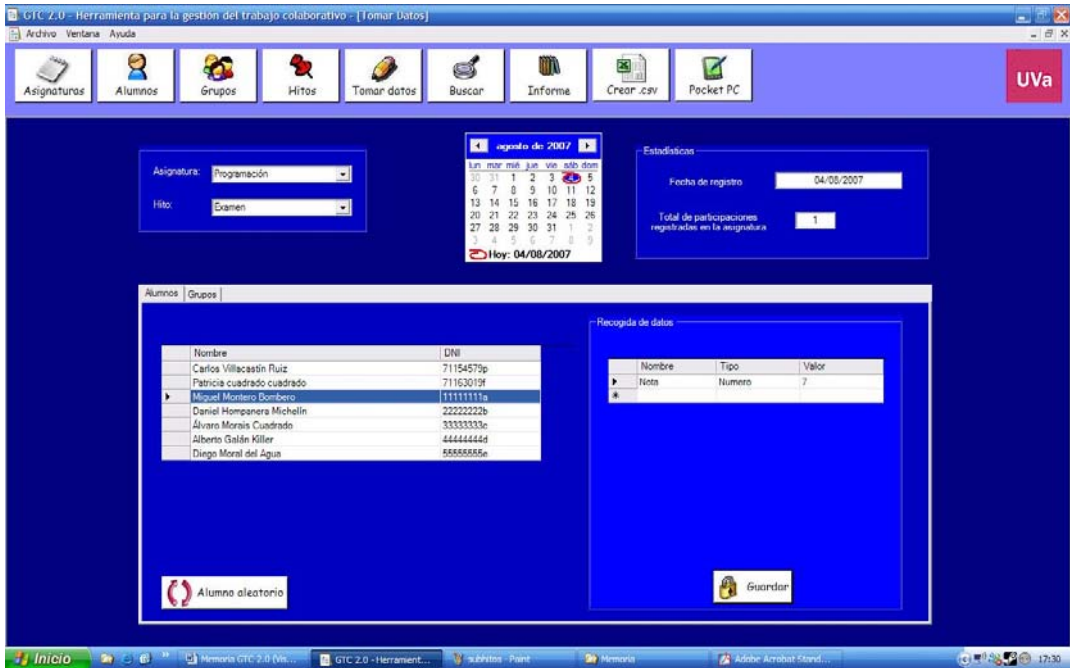 GTC 2.0 - Herramienta para la gestión del trabajo colaborativo - [Tomar Datos]
Archivo Ventana Ayuda
Asignaturas Alumnos Grupos Hitos Tomar datos Buscar Informe Crear .csv Pocket PC UVa
agosto de 2007
lun mar mié jue vie sáb dom
30 31 1 2 3 4 5
6 7 8 9 10 11 12
13 14 15 16 17 18 19
20 21 22 23 24 25 26
27 28 29 30 31 1 2
3 4 5 6 7 8 9
Hoy: 04/08/2007
Asignatura: Programación
Hito: Examen
Estadísticas
Fecha de registro 04/08/2007
Total de participaciones
registradas en la asignatura 1
Alumnos Grupos
Nombre DNI
Carlos Villacastín Ruiz 71154579p
Patricia cuadrado cuadrado 71163019f
Miguel Montero Bombero 11111111a
Daniel Hompanera Michelín 22222222b
Álvaro Morais Cuadrado 33333333c
Alberto Galán Killer 44444444d
Diego Moral del Agua 55555555e
Recogida de datos
Nombre Tipo Valor
Nota Numero 7
Alumno aleatorio
Guardar
Inicio Memoria GTC 2.0 (Vis... GTC 2.0 - Herrament... subhitos - Paint Memoria Adobe Acrobat Stand... 17:30